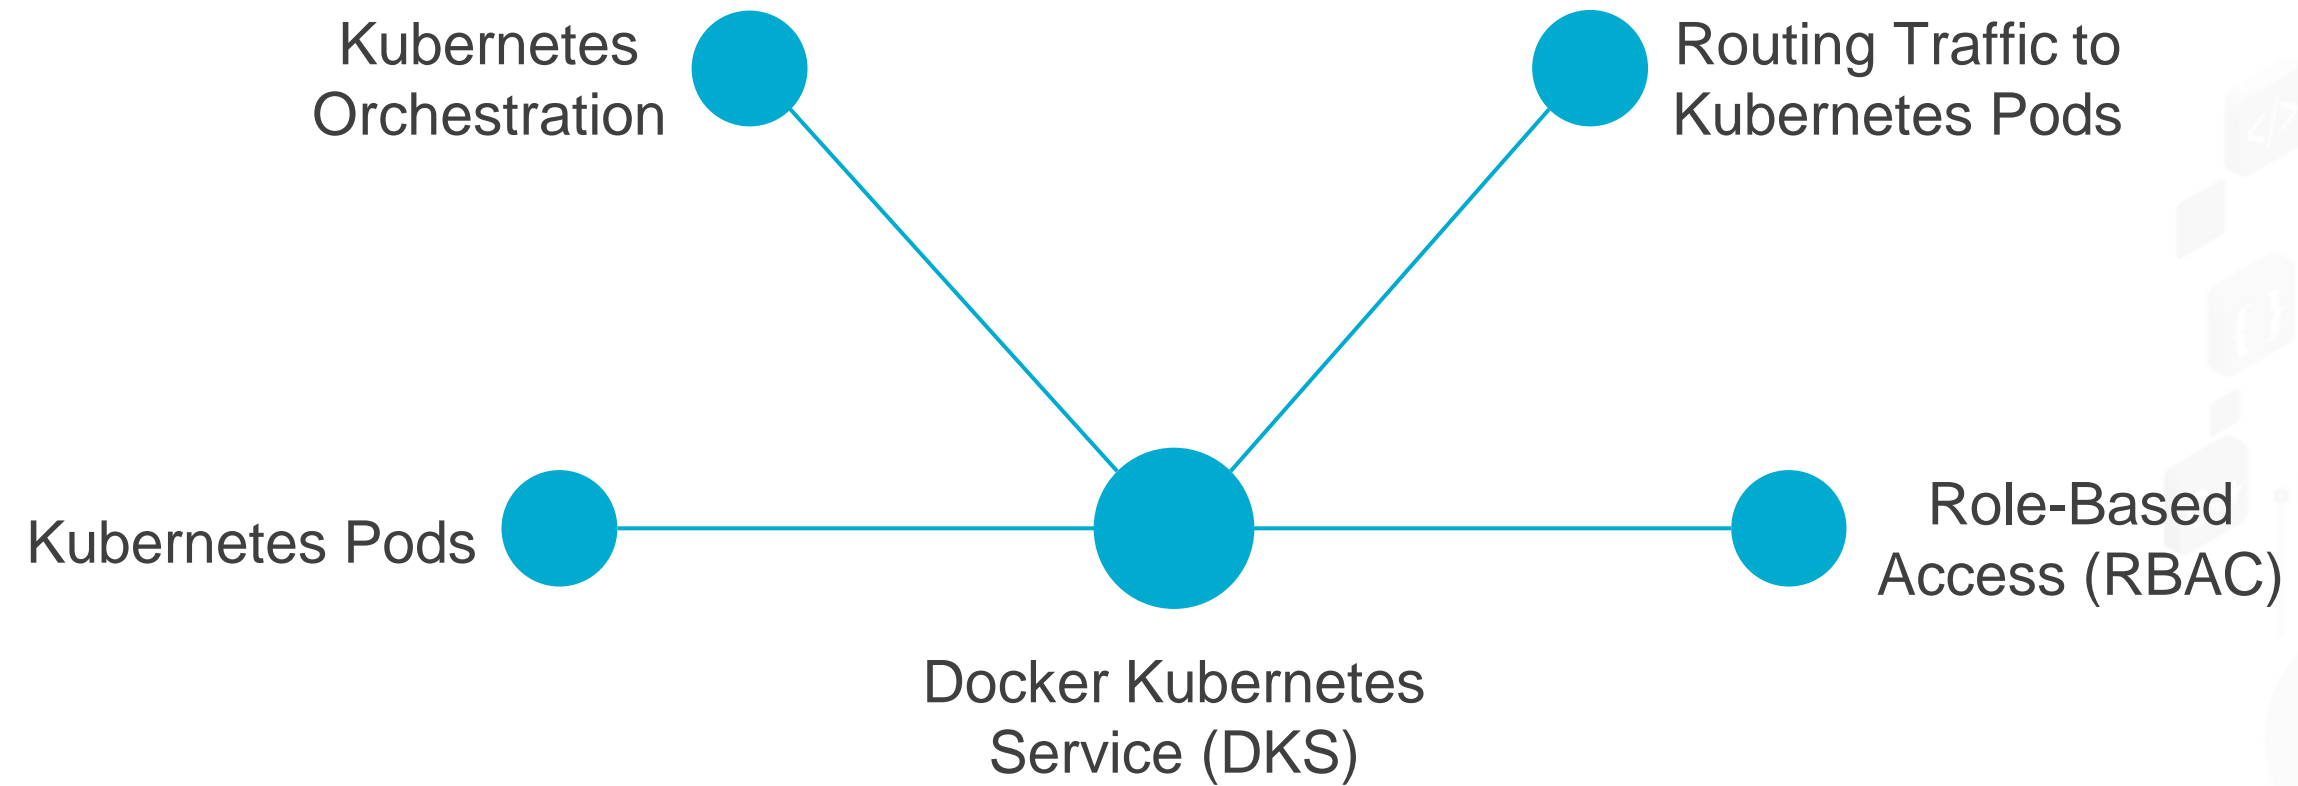 Kubernetes
Orchestration
Routing Traffic to
Kubernetes Pods
Kubernetes Pods
Role-Based
Access (RBAC)
Docker Kubernetes
Service (DKS)